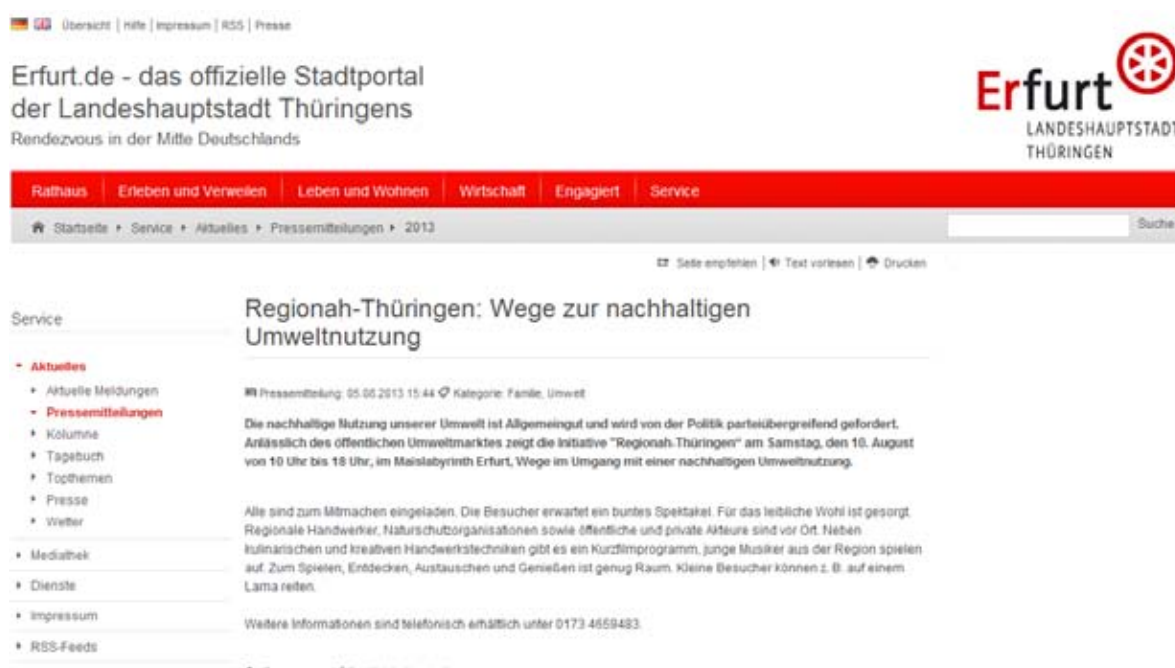 Übersicht | Hilfe | Impressum | RSS | Presse
Erfurt.de - das offizielle Stadtportal
der Landeshauptstadt Thüringens
Rendezvous in der Mitte Deutschlands
Erfurt
LANDESHAUPTSTADT
THÜRINGEN
Rathaus Erleben und Verweilen Leben und Wohnen Wirtschaft Engagiert Service
Startseite Service Aktuelles Pressemitteilungen 2013
Suche
Seite empfehlen | Text vorlesen | Drucken
Service
Aktuelles
Aktuelle Meldungen
Pressemitteilungen
Kolumne
Tagebuch
Topthemen
Presse
Wetter
Mediathek
Dienste
Impressum
RSS-Feeds
Regionah-Thüringen: Wege zur nachhaltigen
Umweltnutzung
Pressemitteilung: 05.08.2013 15:44 Kategorie: Familie, Umwelt
Die nachhaltige Nutzung unserer Umwelt ist Allgemeingut und wird von der Politik parteiübergreifend gefordert.
Anlässlich des öffentlichen Umweltmarktes zeigt die Initiative "Regionah-Thüringen" am Samstag, den 10. August
von 10 Uhr bis 18 Uhr, im Maislabyrinth Erfurt, Wege im Umgang mit einer nachhaltigen Umweltnutzung.
Alle sind zum Mitmachen eingeladen. Die Besucher erwartet ein buntes Spektakel. Für das leibliche Wohl ist gesorgt.
Regionale Handwerker, Naturschutzorganisationen sowie öffentliche und private Akteure sind vor Ort. Neben
kulinarischen und kreativen Handwerkstechniken gibt es ein Kurzfilmprogramm, junge Musiker aus der Region spielen
auf. Zum Spielen, Entdecken, Austauschen und Genießen ist genug Raum. Kleine Besucher können z. B. auf einem
Lama reiten.
Weitere Informationen sind telefonisch erhältlich unter 0173 4659483.